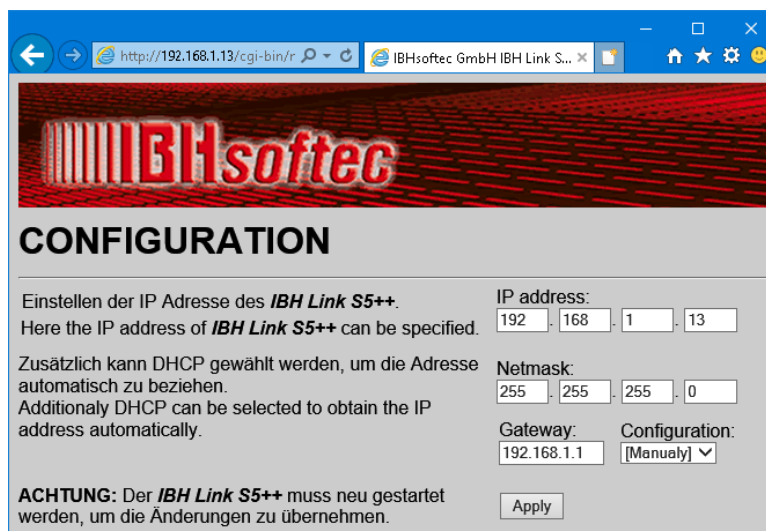 http://192.168.1.13/cgi-bin/r
IBHsoftec GmbH IBH Link S...
IBHsoftec
CONFIGURATION
Einstellen der IP Adresse des IBH Link S5++.
Here the IP address of IBH Link S5++ can be specified.
Zusätzlich kann DHCP gewählt werden, um die Adresse
automatisch zu beziehen.
Additionaly DHCP can be selected to obtain the IP
address automatically.
ACHTUNG: Der IBH Link S5++ muss neu gestartet
werden, um die Änderungen zu übernehmen.
IP address:
192 . 168 . 1 . 13
Netmask:
255 . 255 . 255 . 0
Gateway: Configuration:
192.168.1.1 [Manualy]
Apply